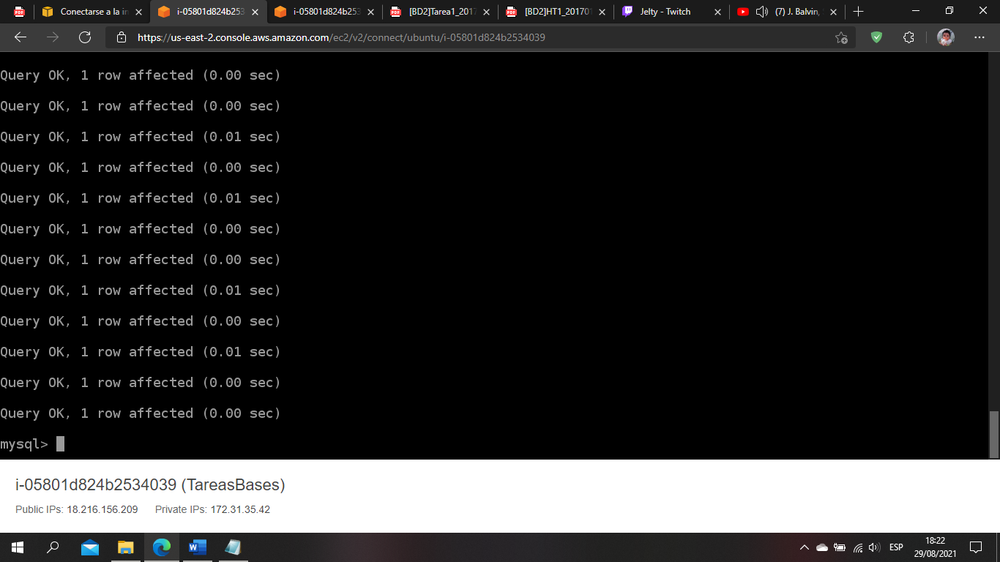 PDF Conectarse a la in i-05801d824b253 i-05801d824b253 PDF [BD2]Tarea1_2017 PDF [BD2]HT1_20170 Jelty - Twitch (7) J. Balvin,
https://us-east-2.console.aws.amazon.com/ec2/v2/connect/ubuntu/i-05801d824b2534039
Query OK, 1 row affected (0.00 sec)
Query OK, 1 row affected (0.00 sec)
Query OK, 1 row affected (0.01 sec)
Query OK, 1 row affected (0.00 sec)
Query OK, 1 row affected (0.01 sec)
Query OK, 1 row affected (0.00 sec)
Query OK, 1 row affected (0.00 sec)
Query OK, 1 row affected (0.01 sec)
Query OK, 1 row affected (0.00 sec)
Query OK, 1 row affected (0.01 sec)
Query OK, 1 row affected (0.00 sec)
Query OK, 1 row affected (0.00 sec)
mysql>
i-05801d824b2534039 (TareasBases)
Public IPs: 18.216.156.209 Private IPs: 172.31.35.42
ESP 18:22
29/08/2021